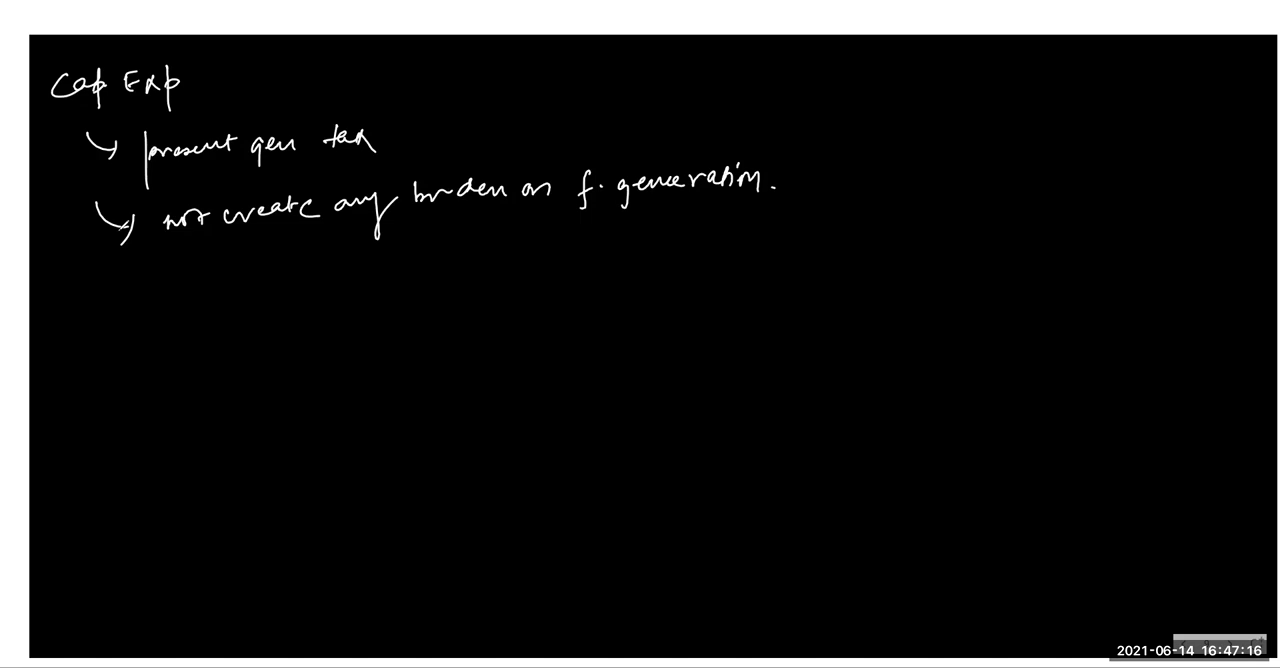 Cap Exp
↳ present gen tax
↳ not create any burden on f. generation.
2021-06-14 16:47:16